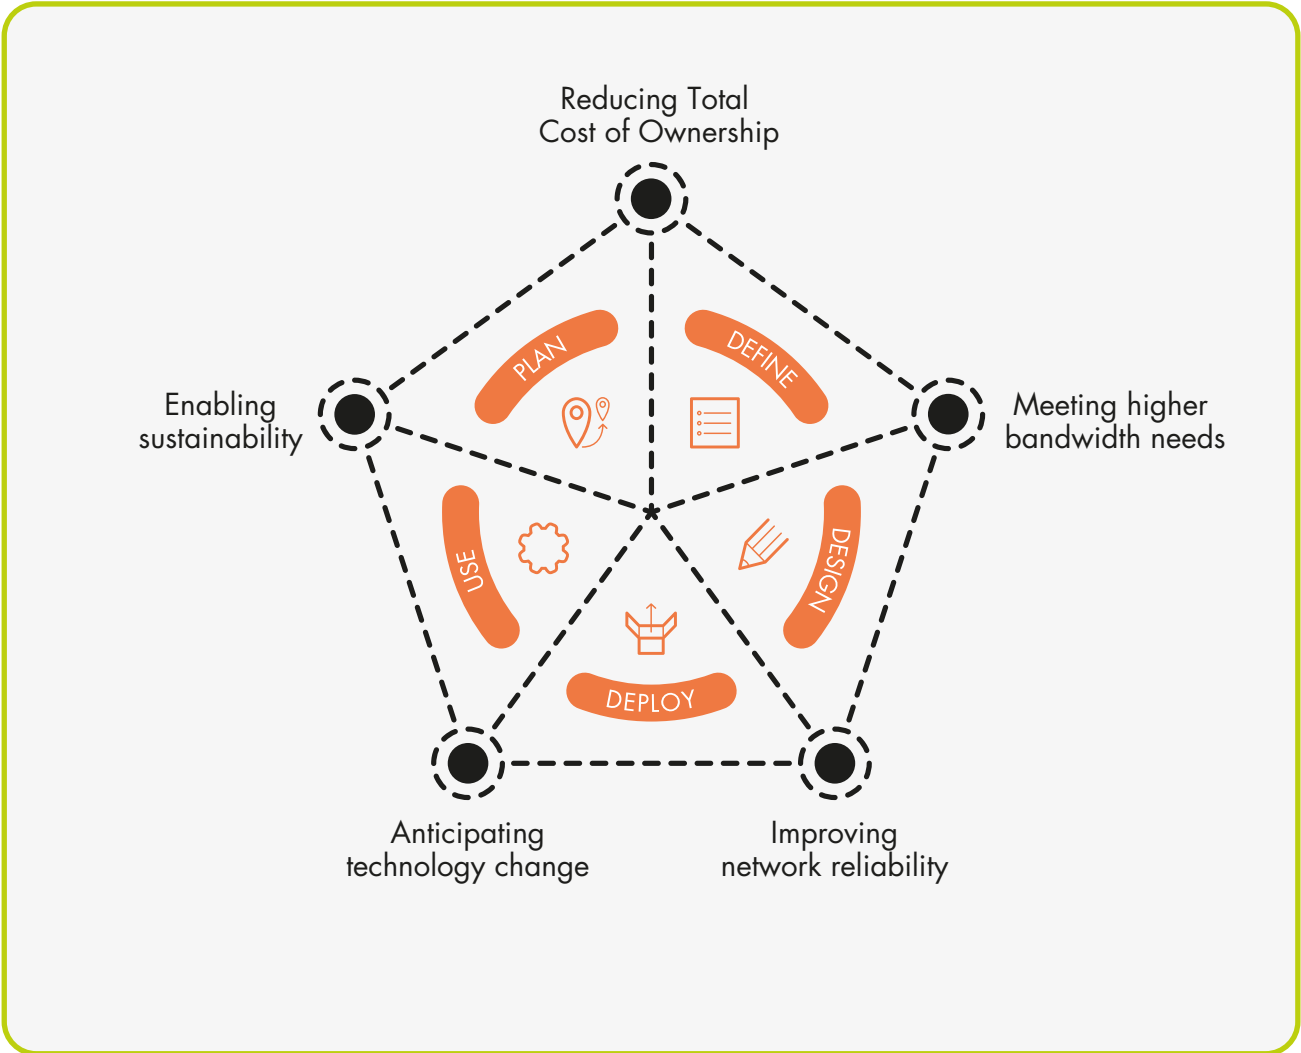 Reducing Total
Cost of Ownership
PLAN
DEFINE
Enabling
sustainability
Meeting higher
bandwidth needs
USE
DESIGN
DEPLOY
Anticipating
technology change
Improving
network reliability